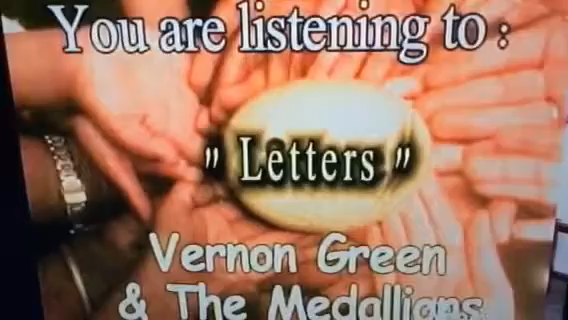 You are listening to :
" Letters "
Vernon Green
& The Medallions